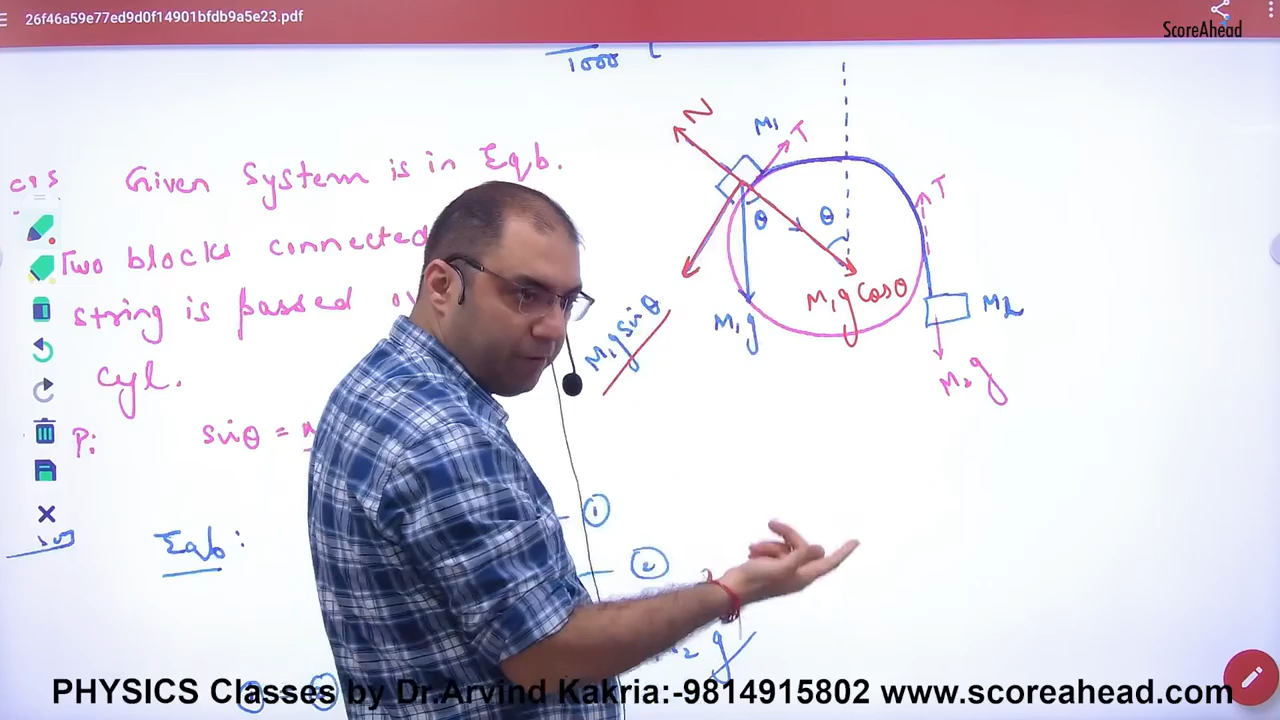 26f46a59e77ed9d0f14901bfdb9a5e23.pdf
ScoreAhead
1000
Given System is in Eqb.
Two blocks connected
string is passed
cyl.
P:
sinθ =
Eqb:
①
②
N
M₁
T
θ
θ
T
M₁g
M₁g cosθ
M₁g sinθ
M₂
M₂g
PHYSICS Classes by Dr.Arvind Kakria:-9814915802 www.scoreahead.com